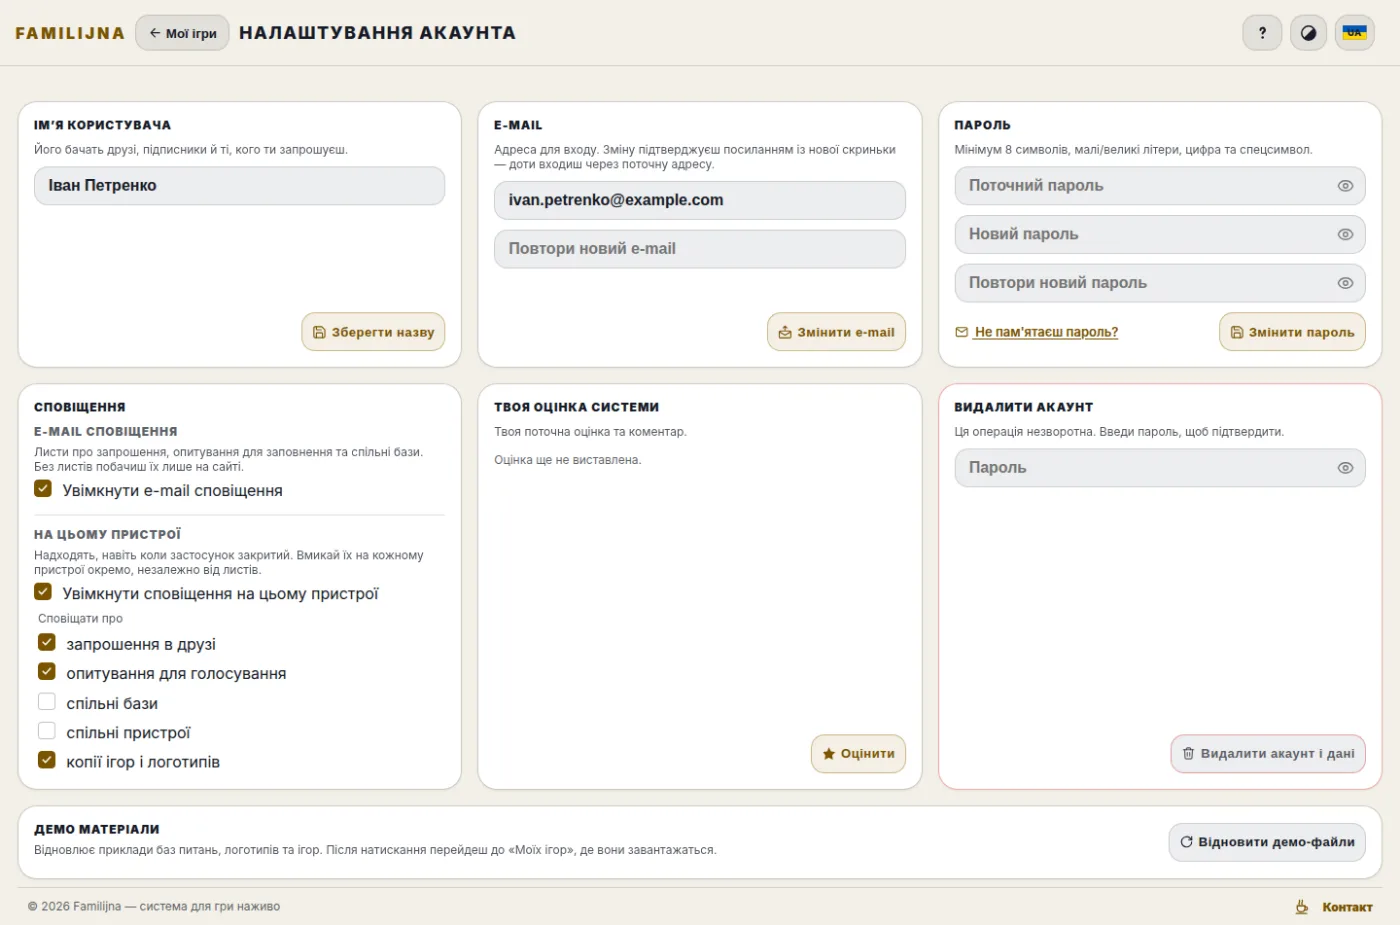 FAMILIJNA
← Мої ігри
НАЛАШТУВАННЯ АКАУНТА
?
UA
ІМ’Я КОРИСТУВАЧА
Його бачать друзі, підписники й ті, кого ти запрошуєш.
Іван Петренко
Зберегти назву
E-MAIL
Адреса для входу. Зміну підтверджуєш посиланням із нової скриньки
— доти входиш через поточну адресу.
ivan.petrenko@example.com
Повтори новий e-mail
Змінити e-mail
ПАРОЛЬ
Мінімум 8 символів, малі/великі літери, цифра та спецсимвол.
Поточний пароль
Новий пароль
Повтори новий пароль
Не пам'ятаєш пароль?
Змінити пароль
СПОВІЩЕННЯ
E-MAIL СПОВІЩЕННЯ
Листи про запрошення, опитування для заповнення та спільні бази.
Без листів побачиш їх лише на сайті.
Увімкнути e-mail сповіщення
НА ЦЬОМУ ПРИСТРОЇ
Надходять, навіть коли застосунок закритий. Вмикай їх на кожному
пристрої окремо, незалежно від листів.
Увімкнути сповіщення на цьому пристрої
Сповіщати про
запрошення в друзі
опитування для голосування
спільні бази
спільні пристрої
копії ігор і логотипів
ТВОЯ ОЦІНКА СИСТЕМИ
Твоя поточна оцінка та коментар.
Оцінка ще не виставлена.
Оцінити
ВИДАЛИТИ АКАУНТ
Ця операція незворотна. Введи пароль, щоб підтвердити.
Пароль
Видалити акаунт і дані
ДЕМО МАТЕРІАЛИ
Відновлює приклади баз питань, логотипів та ігор. Після натискання перейдеш до «Моїх ігор», де вони завантажаться.
Відновити демо-файли
© 2026 Familijna — система для гри наживо
Контакт